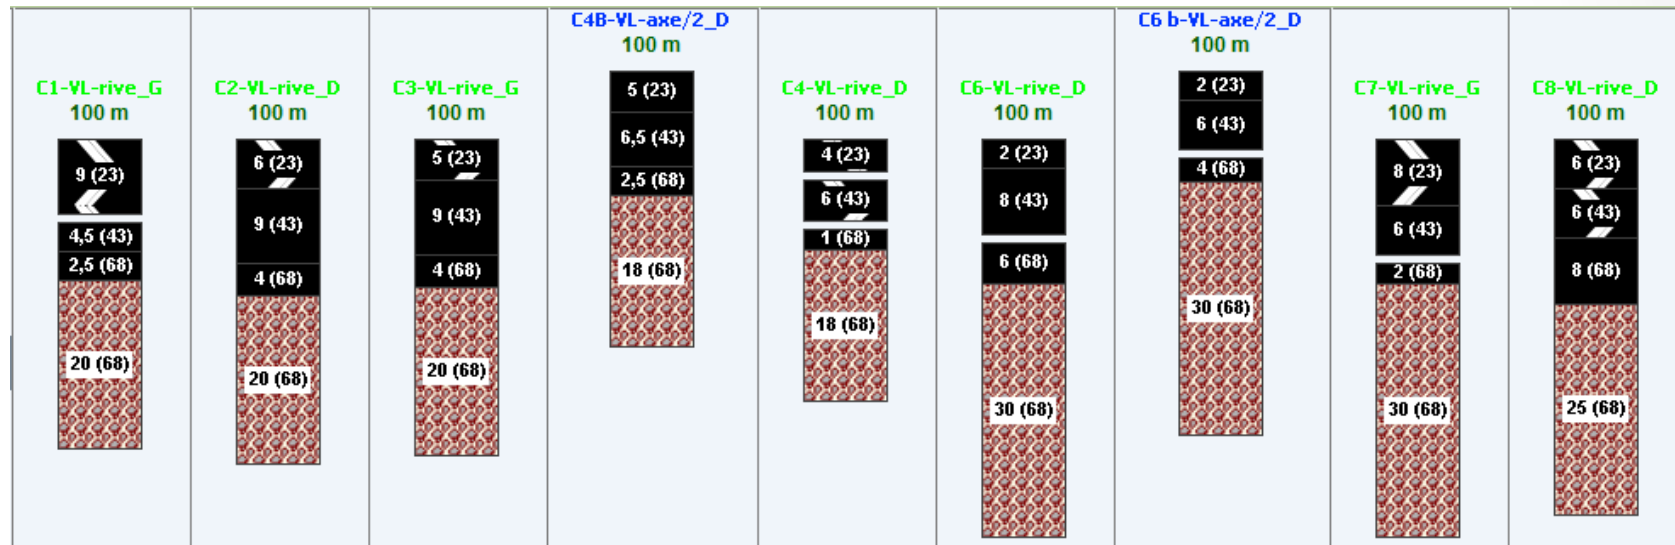 C1-VL-rive_G
100 m
9 (23)
4,5 (43)
2,5 (68)
20 (68)
C2-VL-rive_D
100 m
6 (23)
9 (43)
4 (68)
20 (68)
C3-VL-rive_G
100 m
5 (23)
9 (43)
4 (68)
20 (68)
C4B-VL-axe/2_D
100 m
5 (23)
6,5 (43)
2,5 (68)
18 (68)
C4-VL-rive_D
100 m
4 (23)
6 (43)
1 (68)
18 (68)
C6-VL-rive_D
100 m
2 (23)
8 (43)
6 (68)
30 (68)
C6 b-VL-axe/2_D
100 m
2 (23)
6 (43)
4 (68)
30 (68)
C7-VL-rive_G
100 m
8 (23)
6 (43)
2 (68)
30 (68)
C8-VL-rive_D
100 m
6 (23)
6 (43)
8 (68)
25 (68)